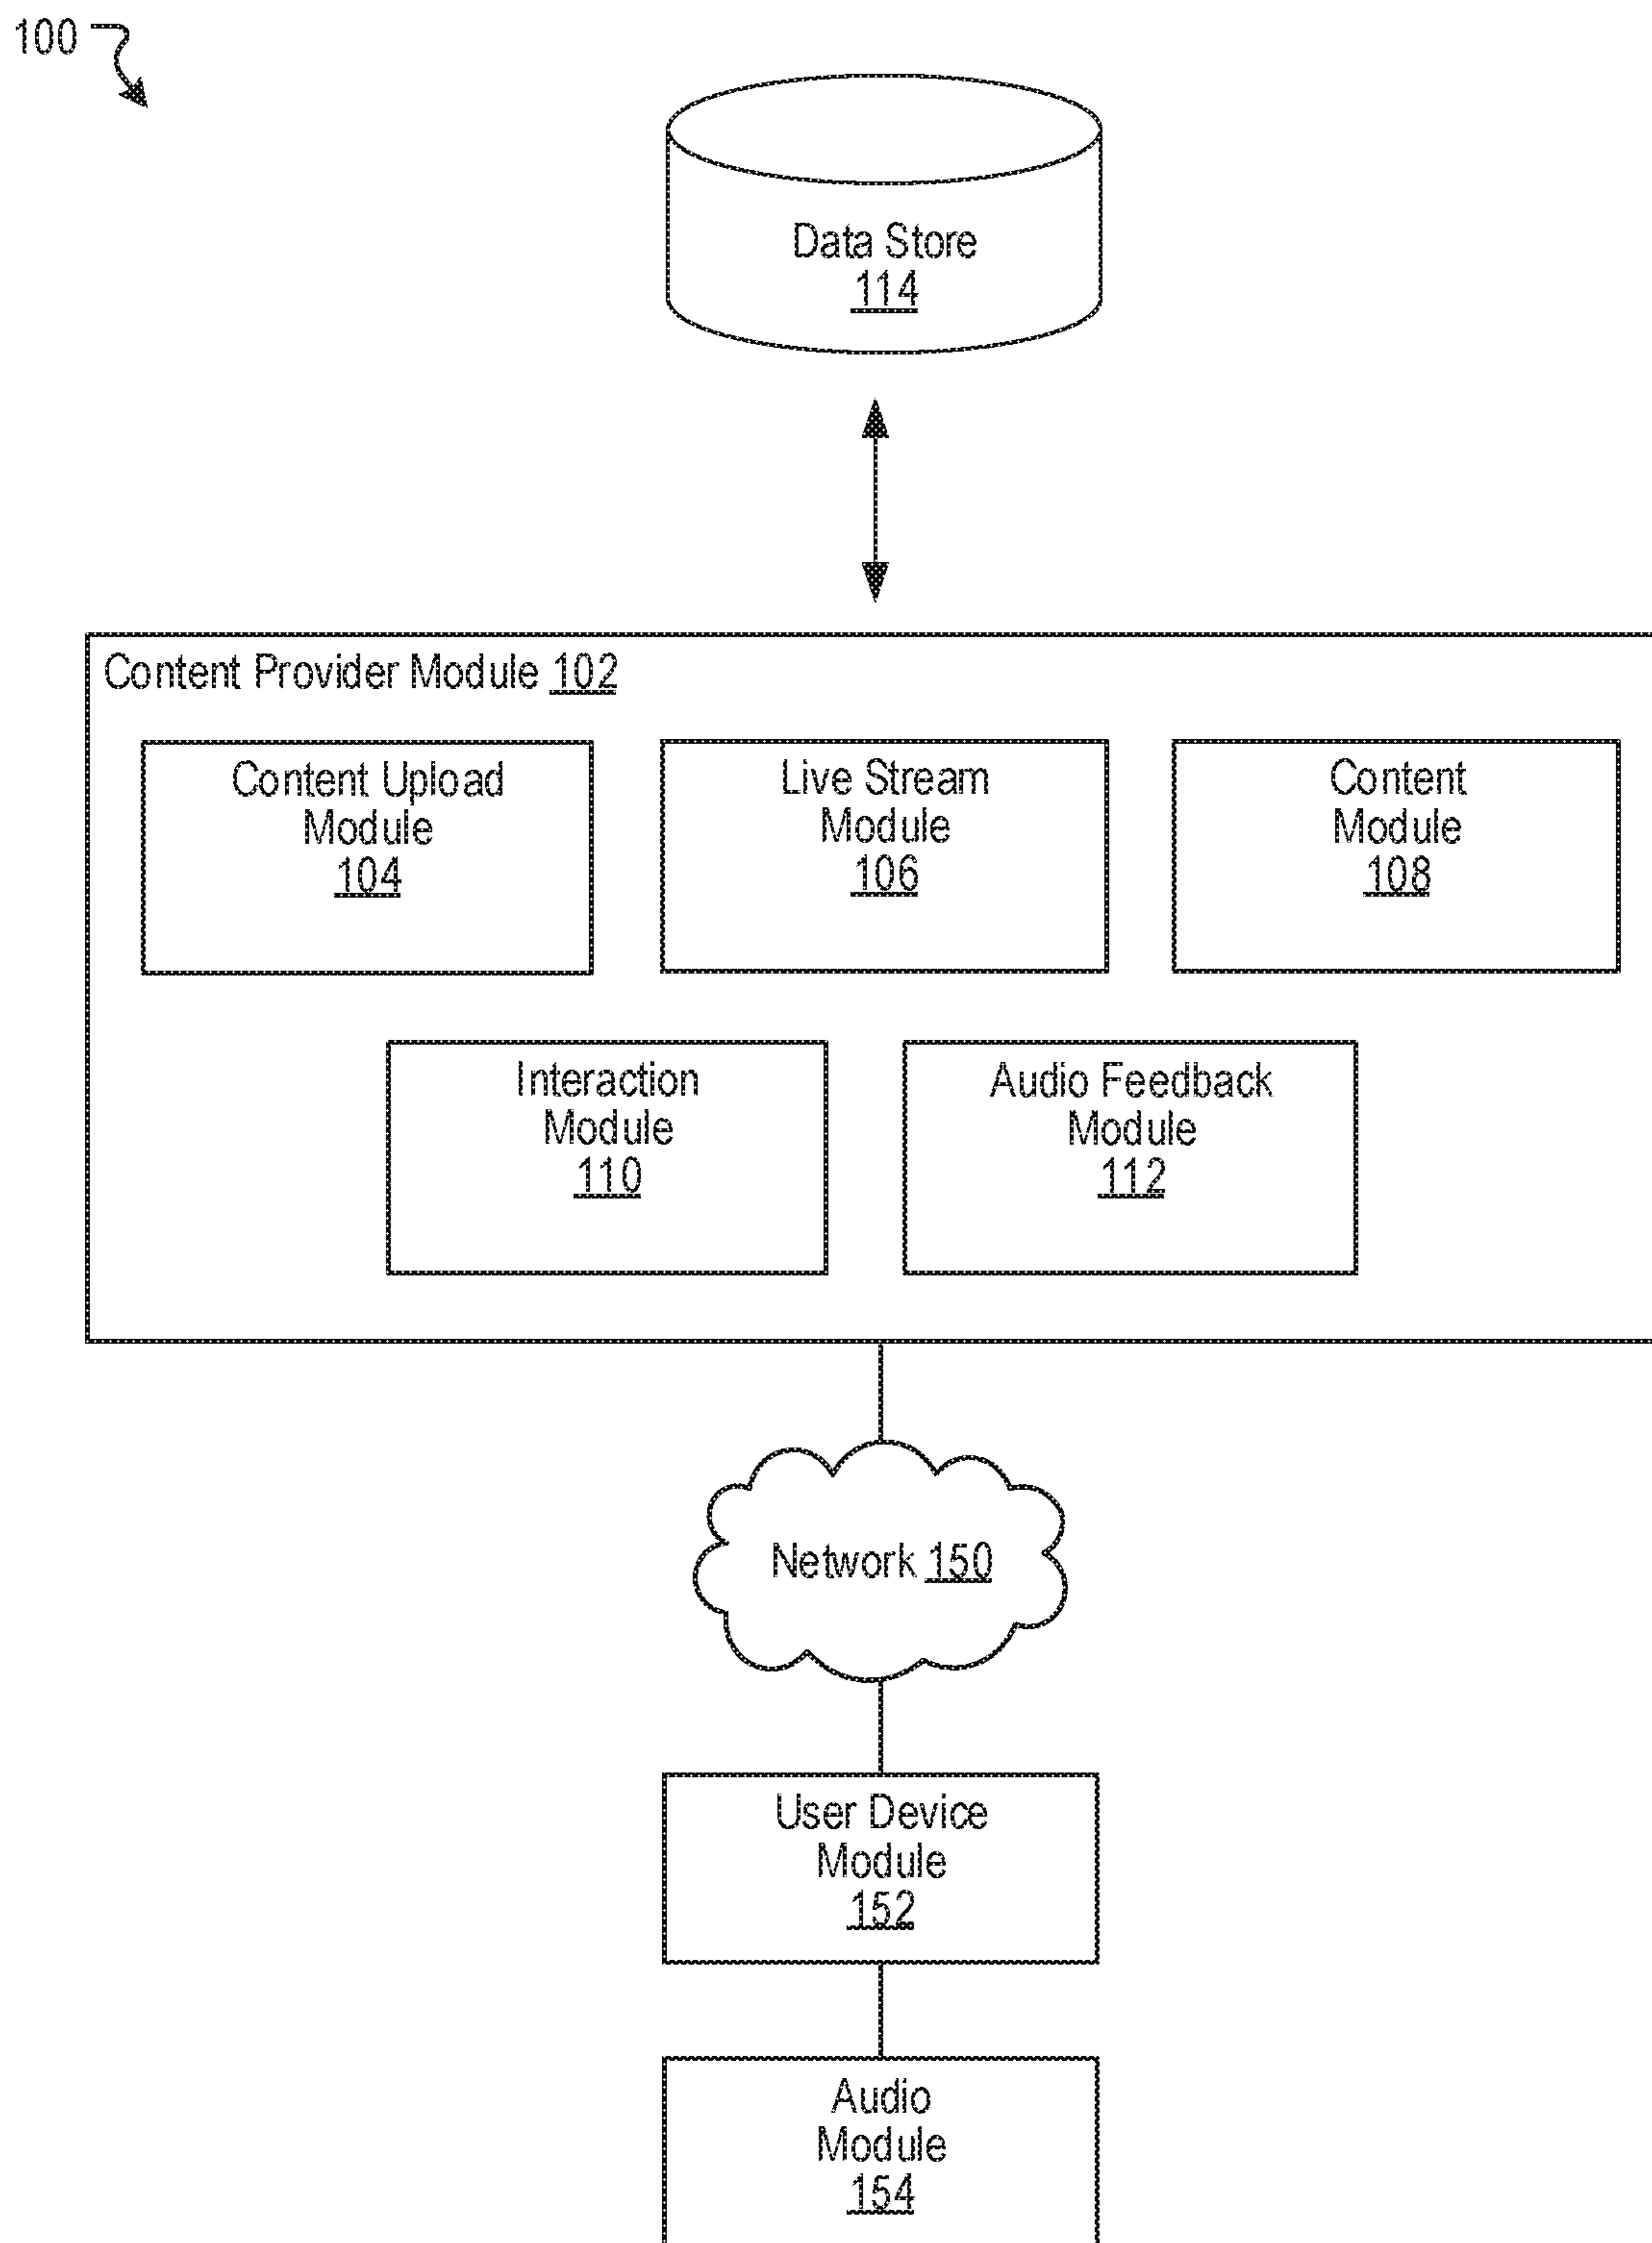 100
Data Store
114
Content Provider Module 102
Content Upload
Module
104
Live Stream
Module
106
Content
Module
108
Interaction
Module
110
Audio Feedback
Module
112
Network 150
User Device
Module
152
Audio
Module
154